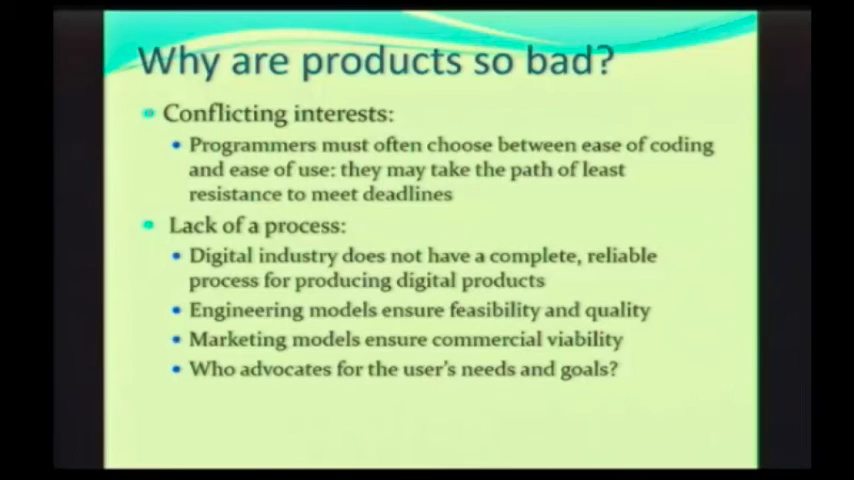 Why are products so bad?
Conflicting interests:
Programmers must often choose between ease of coding
and ease of use: they may take the path of least
resistance to meet deadlines
Lack of a process:
Digital industry does not have a complete, reliable
process for producing digital products
Engineering models ensure feasibility and quality
Marketing models ensure commercial viability
Who advocates for the user's needs and goals?